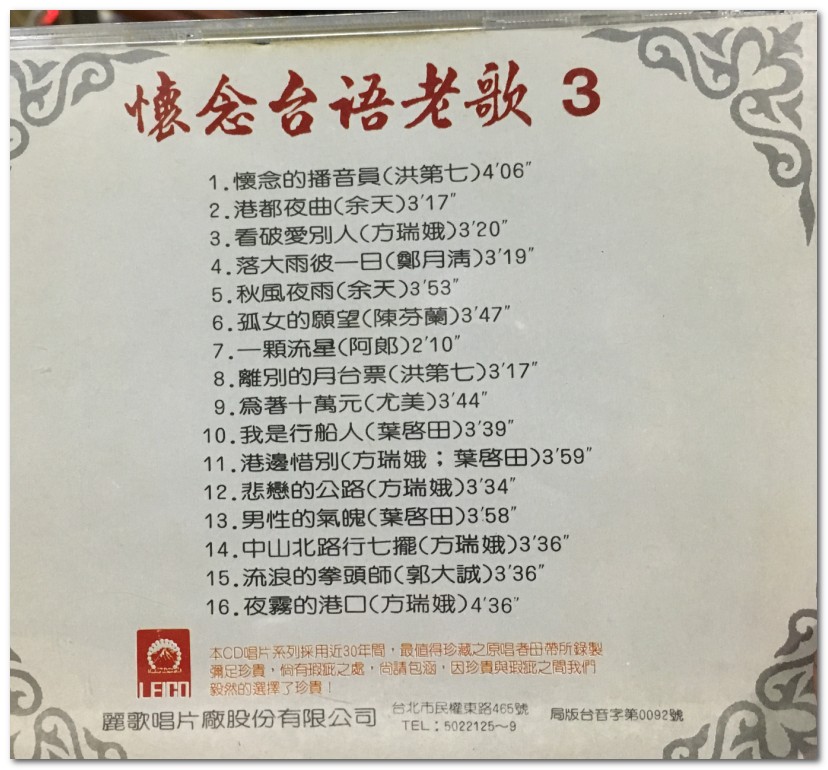 懷念台语老歌 3
1.懷念的播音員(洪第七)4'06"
2.港都夜曲(余天)3'17"
3.看破愛別人(方瑞娥)3'20"
4.落大雨彼一日(鄭月清)3'19"
5.秋風夜雨(余天)3'53"
6.孤女的願望(陳芬蘭)3'47"
7.一顆流星(阿郎)2'10"
8.離別的月台票(洪第七)3'17"
9.為著十萬元(尤美)3'44"
10.我是行船人(葉啓田)3'39"
11.港邊惜別(方瑞娥;葉啓田)3'59"
12.悲戀的公路(方瑞娥)3'34"
13.男性的氣魄(葉啓田)3'58"
14.中山北路行七擺(方瑞娥)3'36"
15.流浪的拳頭師(郭大誠)3'36"
16.夜霧的港口(方瑞娥)4'36"
本CD唱片系列採用近30年間,最值得珍藏之原唱者母帶所錄製
彌足珍貴,倘有瑕疵之處,尚請包涵,因珍貴與瑕疵之間我們
毅然的選擇了珍貴!
LEICO
麗歌唱片廠股份有限公司
台北市民權東路465號
TEL:5022125~9
局版台音字第0092號